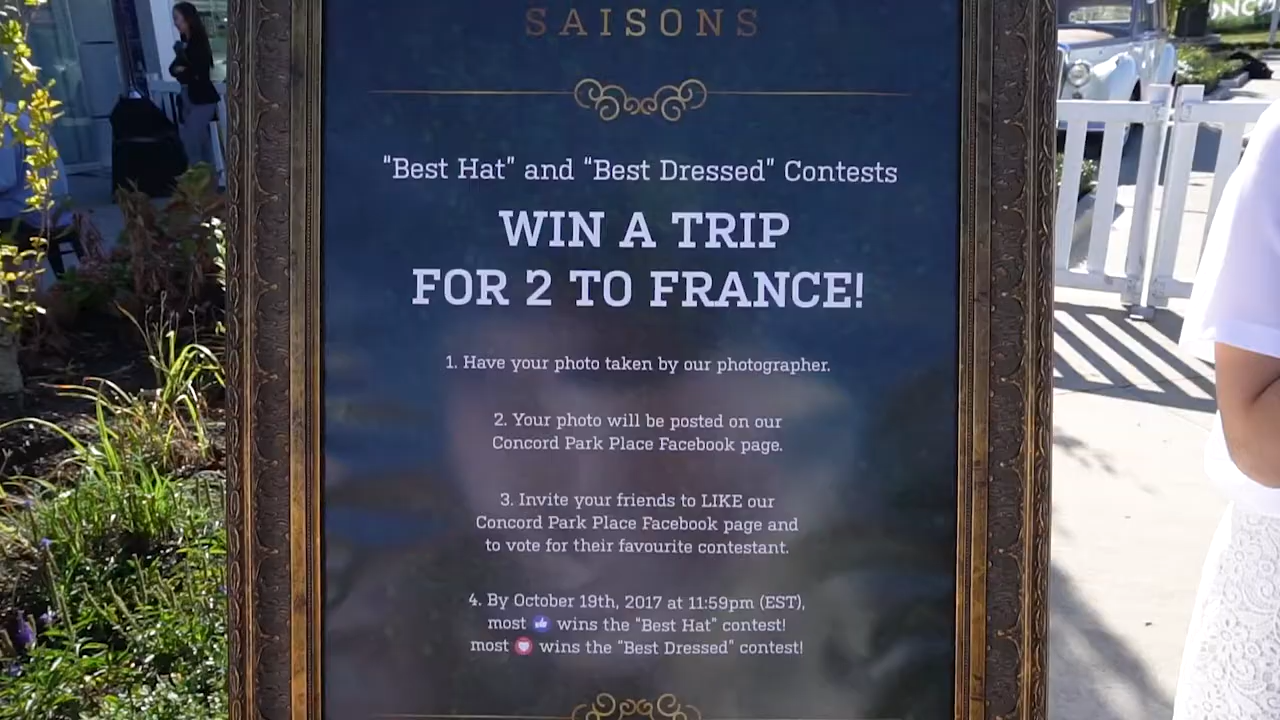 SAISONS
"Best Hat" and "Best Dressed" Contests
WIN A TRIP
FOR 2 TO FRANCE!
1. Have your photo taken by our photographer.
2. Your photo will be posted on our
Concord Park Place Facebook page.
3. Invite your friends to LIKE our
Concord Park Place Facebook page and
to vote for their favourite contestant.
4. By October 19th, 2017 at 11:59pm (EST),
most wins the "Best Hat" contest!
most wins the "Best Dressed" contest!